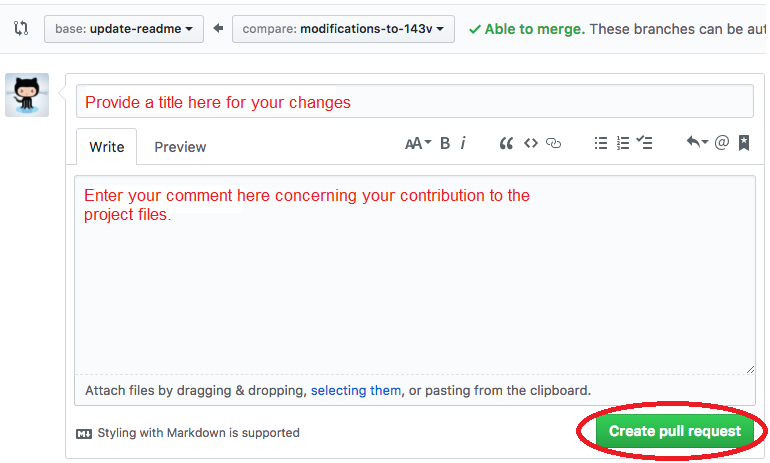 base: update-readme compare: modifications-to-143v Able to merge. These branches can be aut
Provide a title here for your changes
Write Preview AA B i @
Enter your comment here concerning your contribution to the
project files.
Attach files by dragging & dropping, selecting them, or pasting from the clipboard.
Styling with Markdown is supported Create pull request